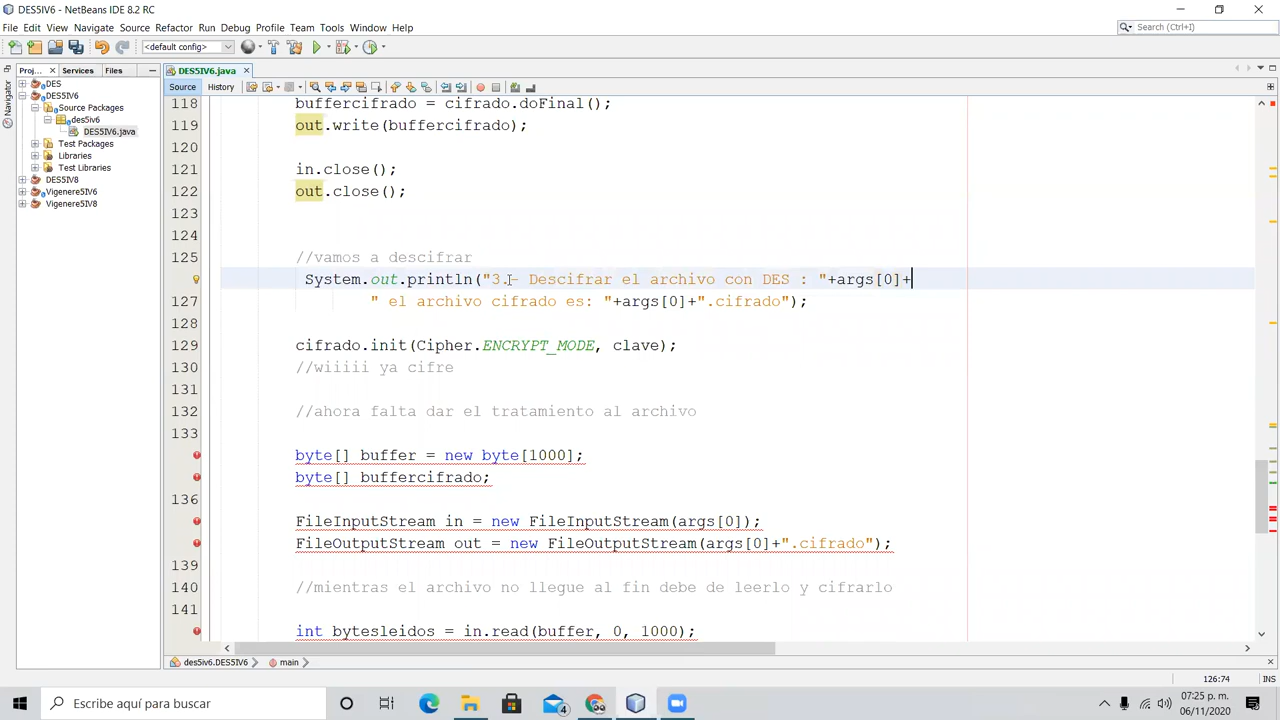 DES5IV6 - NetBeans IDE 8.2 RC
File Edit View Navigate Source Refactor Run Debug Profile Team Tools Window Help
Search (Ctrl+I)
<default config>
Proj... Services Files
DES5IV6.java
Navigator
Source History
DES
DES5IV6
Source Packages
des5iv6
DES5IV6.java
Test Packages
Libraries
Test Libraries
DES5IV8
Vigenere5IV6
Vigenere5IV8
118 buffercifrado = cifrado.doFinal();
119 out.write(buffercifrado);
120
121 in.close();
122 out.close();
123
124
125 //vamos a descifrar
System.out.println("3.- Descifrar el archivo con DES : "+args[0]+
127 " el archivo cifrado es: "+args[0]+".cifrado");
128
129 cifrado.init(Cipher.ENCRYPT_MODE, clave);
130 //wiiiii ya cifre
131
132 //ahora falta dar el tratamiento al archivo
133
byte[] buffer = new byte[1000];
byte[] buffercifrado;
136
FileInputStream in = new FileInputStream(args[0]);
FileOutputStream out = new FileOutputStream(args[0]+".cifrado");
139
140 //mientras el archivo no llegue al fin debe de leerlo y cifrarlo
141
int bytesleidos = in.read(buffer, 0, 1000);
des5iv6.DES5IV6 main
126:74 INS
Escribe aquí para buscar
4
07:25 p. m.
06/11/2020